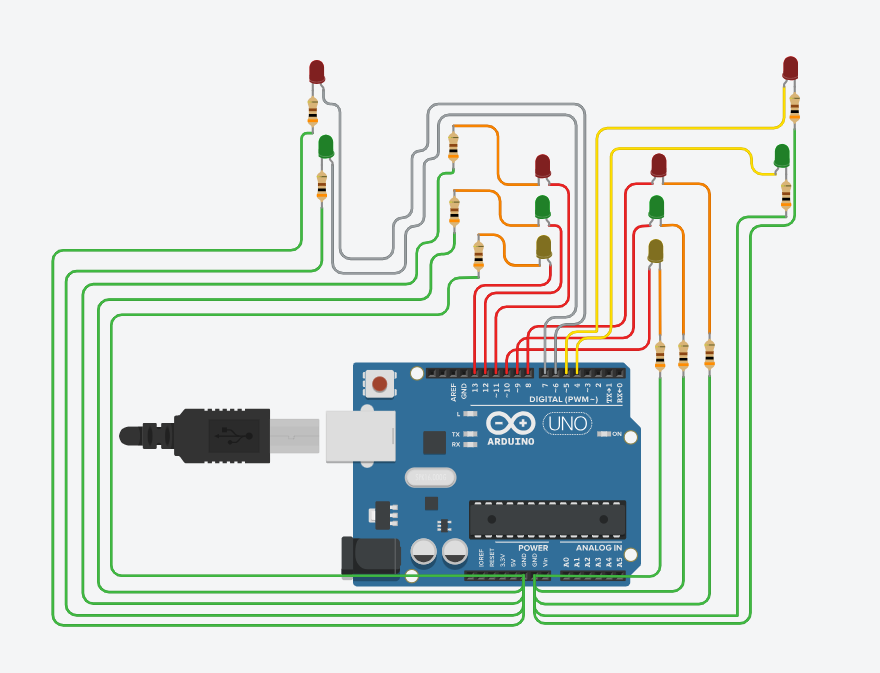 AREF
GND
13
12
~11
~10
~9
8
7
~6
~5
4
~3
2
TX→1
RX←0
DIGITAL (PWM~)
L
TX
RX
ARDUINO
UNO
ON
POWER
ANALOG IN
IOREF
RESET
3.3V
5V
GND
GND
Vin
A0
A1
A2
A3
A4
A5